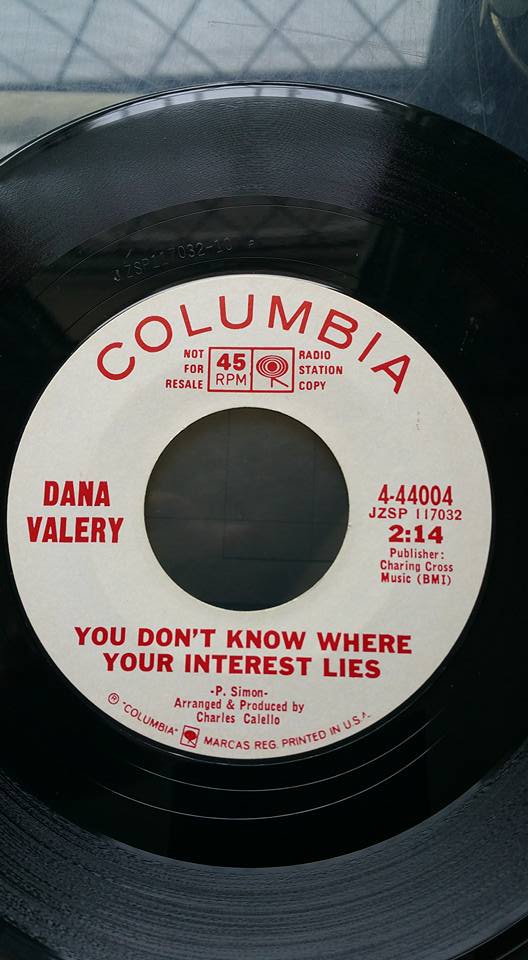 JZSP117032-1C P
COLUMBIA
NOT
FOR
RESALE
45
RPM
RADIO
STATION
COPY
DANA
VALERY
4-44004
JZSP 117032
2:14
Publisher:
Charing Cross
Music (BMI)
YOU DON'T KNOW WHERE
YOUR INTEREST LIES
-P. Simon-
Arranged & Produced by
Charles Calello
Ⓟ "COLUMBIA" MARCAS REG. PRINTED IN U.S.A.